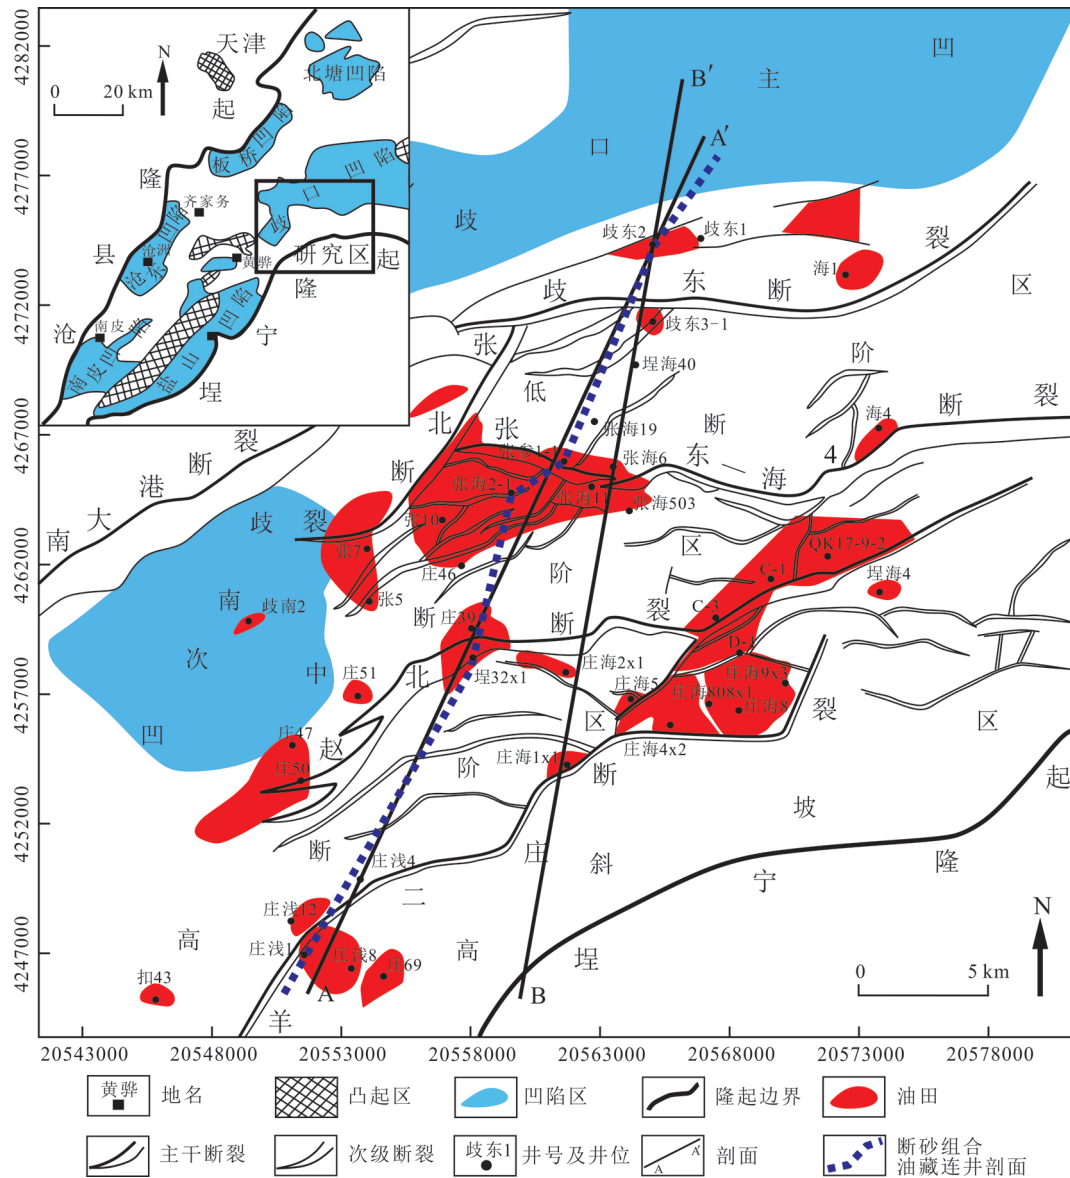 4282000
4277000
4272000
4267000
4262000
4257000
4252000
4247000
N
0 20 km
天津
北塘凹陷
起
板桥凹陷
隆
齐家务
歧口凹陷
县
沧洲
沧东凹陷
黄骅
研究区
起
隆
沧
南皮
南皮凹陷
盐山凹陷
宁
埕
B′
A′
歧口主凹
歧东2
歧东1
海1
歧东断裂
区
歧东3-1
埕海40
张
低
阶
北
张
断
断
裂
裂
张海19
海4
张参1-1
张海6
东一海
4
港
断
张海2-1
张海11
张海503
大
歧
裂
张10
南
张7
庄46
阶
区
QK17-9-2
C-1
埕海4
张5
南
歧南2
断
断
裂
C-3
庄39
D-1
次
中
庄51
北
埕32x1
庄海2x1
庄海9x3
庄海5
庄海808x1
庄海8
区
裂
区
凹
庄47
赵
庄海4x2
庄50
阶
庄海1x1
断
起
坡
断
庄浅4
庄
斜
隆
二
宁
庄浅12
高
庄浅1
庄浅8
庄69
高
埕
扣43
羊
A
B
N
0 5 km
20543000 20548000 20553000 20558000 20563000 20568000 20573000 20578000
黄骅 地名 凸起区 凹陷区 隆起边界 油田
主干断裂 次级断裂 歧东1 井号及井位 A A′ 剖面 断砂组合
油藏连井剖面